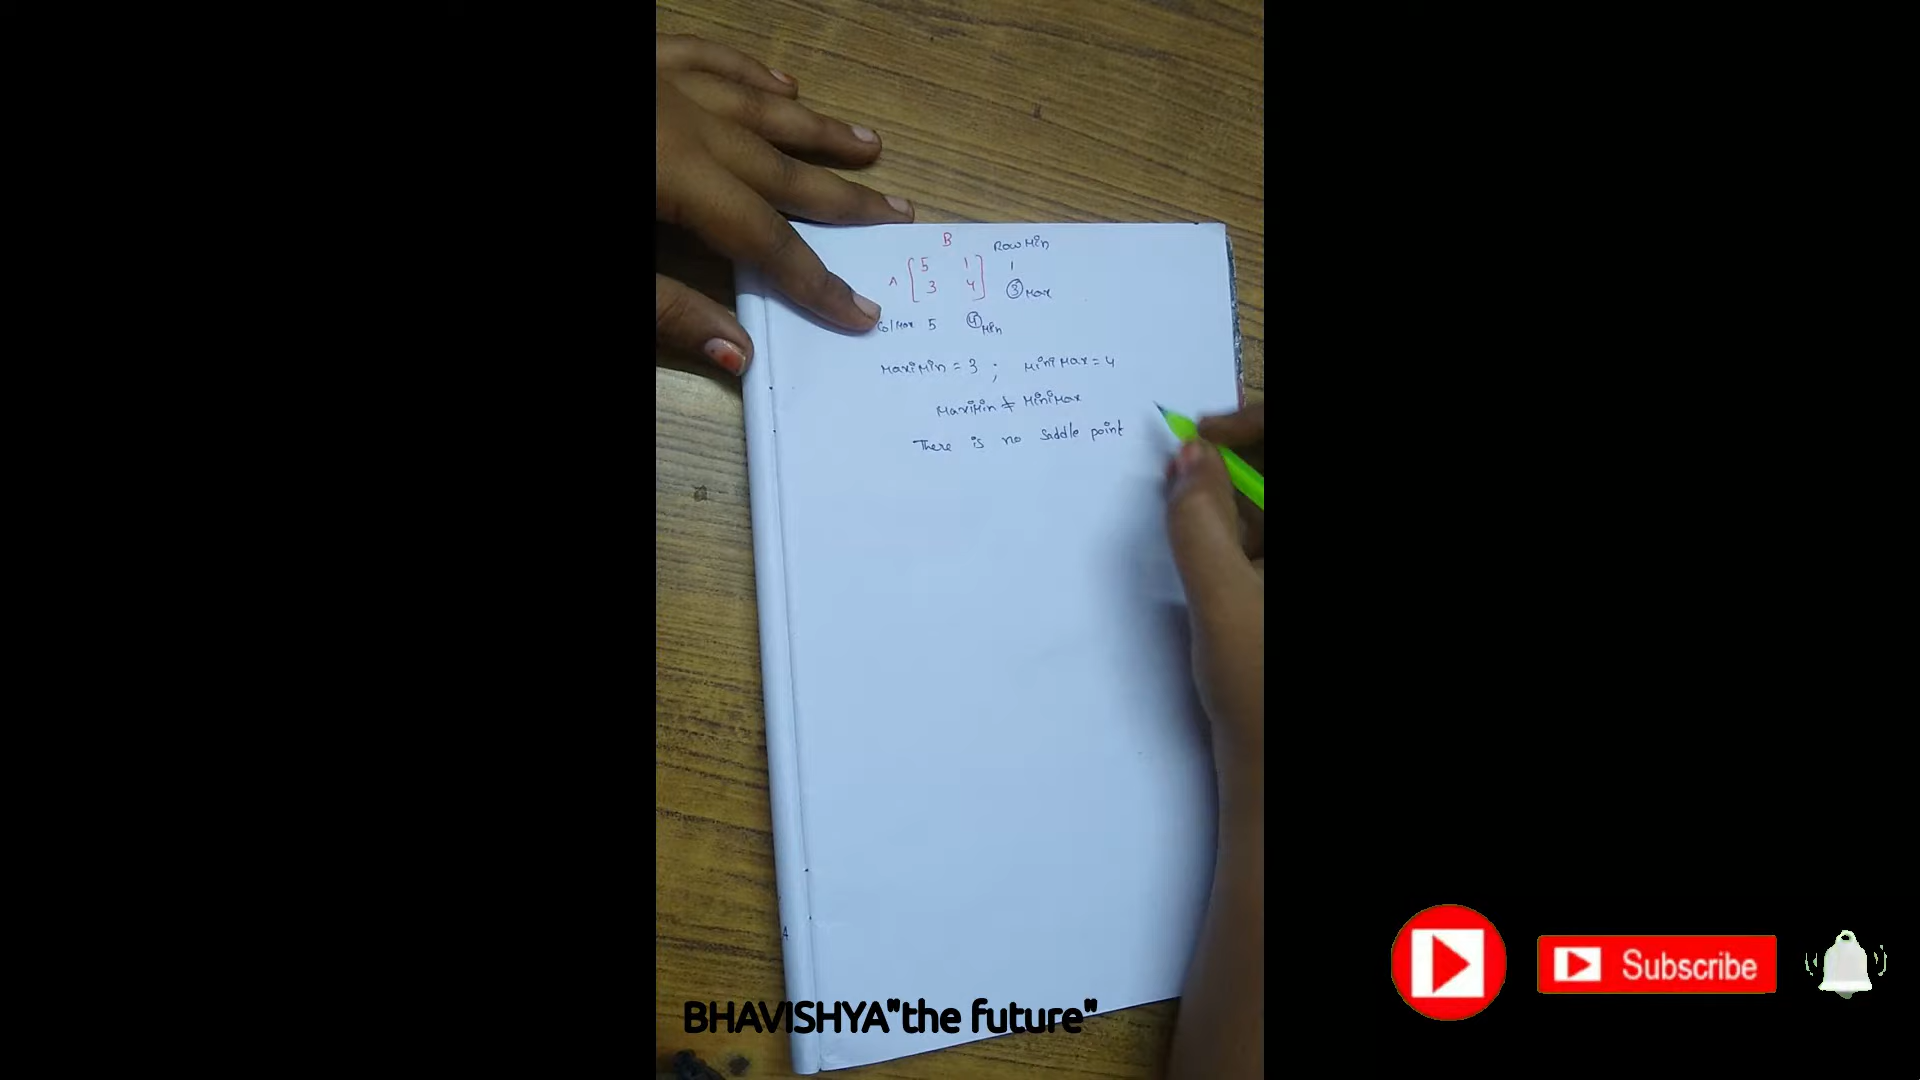 B Row Min
A [5 1] 1
[3 4] 3 Max
Col Max 5 4 Min
MaxiMin = 3 ; MiniMax = 4
MaxiMin ≠ MiniMax
There is no saddle point
A
Subscribe
BHAVISHYA"the future"